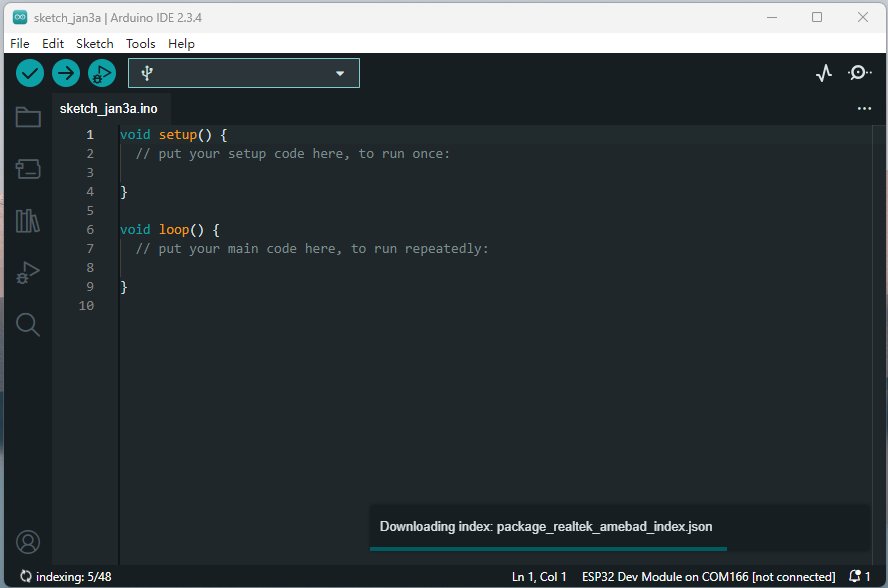 sketch_jan3a | Arduino IDE 2.3.4
File Edit Sketch Tools Help
sketch_jan3a.ino
1 void setup() {
2 // put your setup code here, to run once:
3
4 }
5
6 void loop() {
7 // put your main code here, to run repeatedly:
8
9 }
10
Downloading index: package_realtek_amebad_index.json
indexing: 5/48 Ln 1, Col 1 ESP32 Dev Module on COM166 [not connected] 1